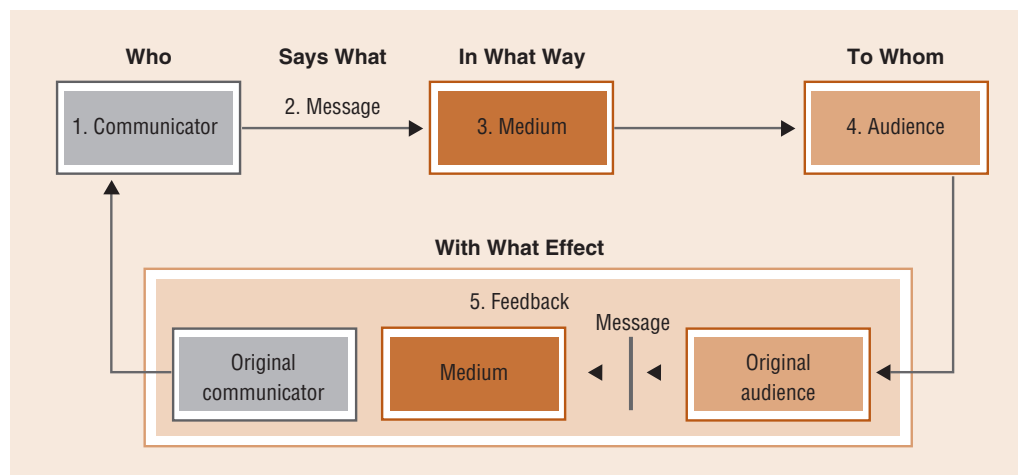 Who
Says What
In What Way
To Whom
1. Communicator
2. Message
3. Medium
4. Audience
With What Effect
5. Feedback
Message
Original
communicator
Medium
Original
audience